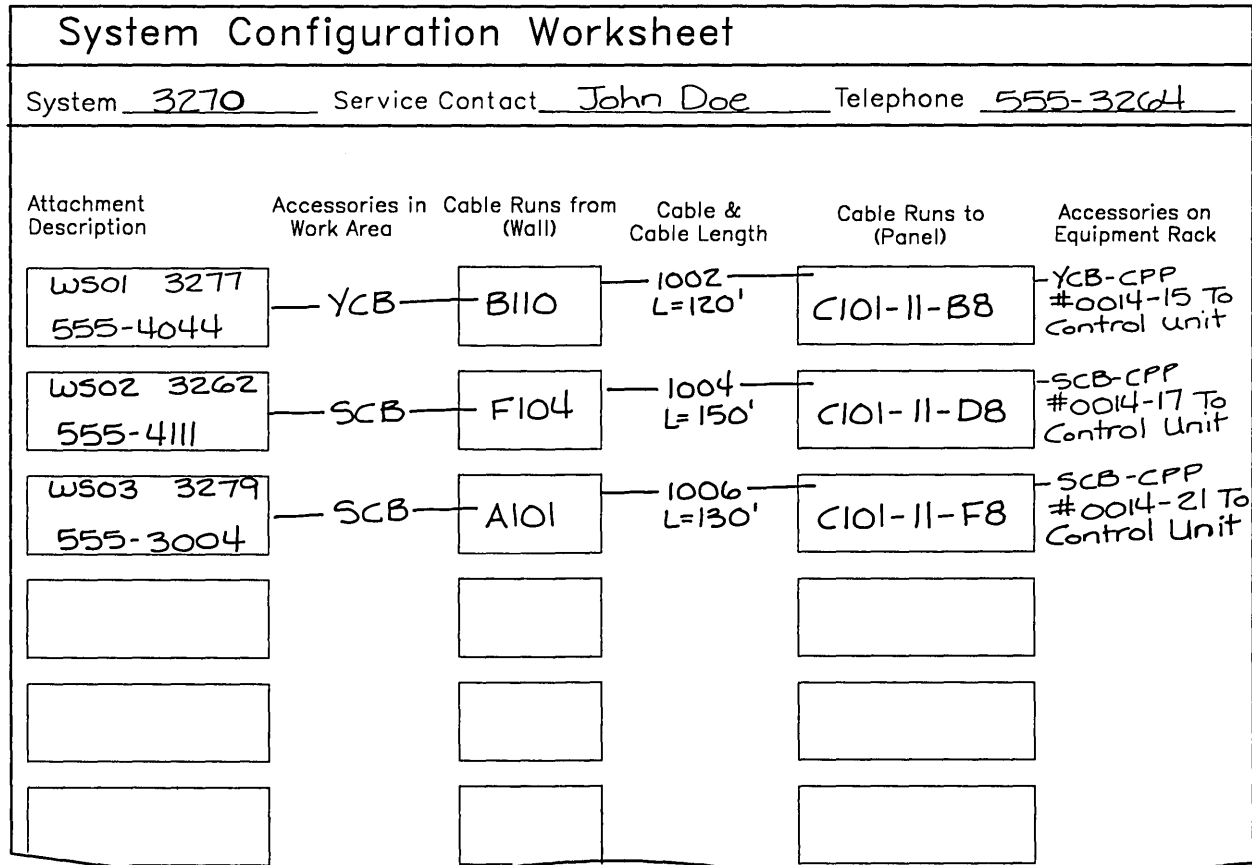 System Configuration Worksheet
System 3270 Service Contact John Doe Telephone 555-3264
Attachment Description
Accessories in Work Area
Cable Runs from (Wall)
Cable & Cable Length
Cable Runs to (Panel)
Accessories on Equipment Rack
WS01 3277
555-4044
YCB
B110
1002
L=120'
C101-11-B8
-YCB-CPP
#0014-15 To
Control Unit
WS02 3262
555-4111
SCB
F104
1004
L=150'
C101-11-D8
-SCB-CPP
#0014-17 To
Control Unit
WS03 3279
555-3004
SCB
A101
1006
L=130'
C101-11-F8
-SCB-CPP
#0014-21 To
Control Unit